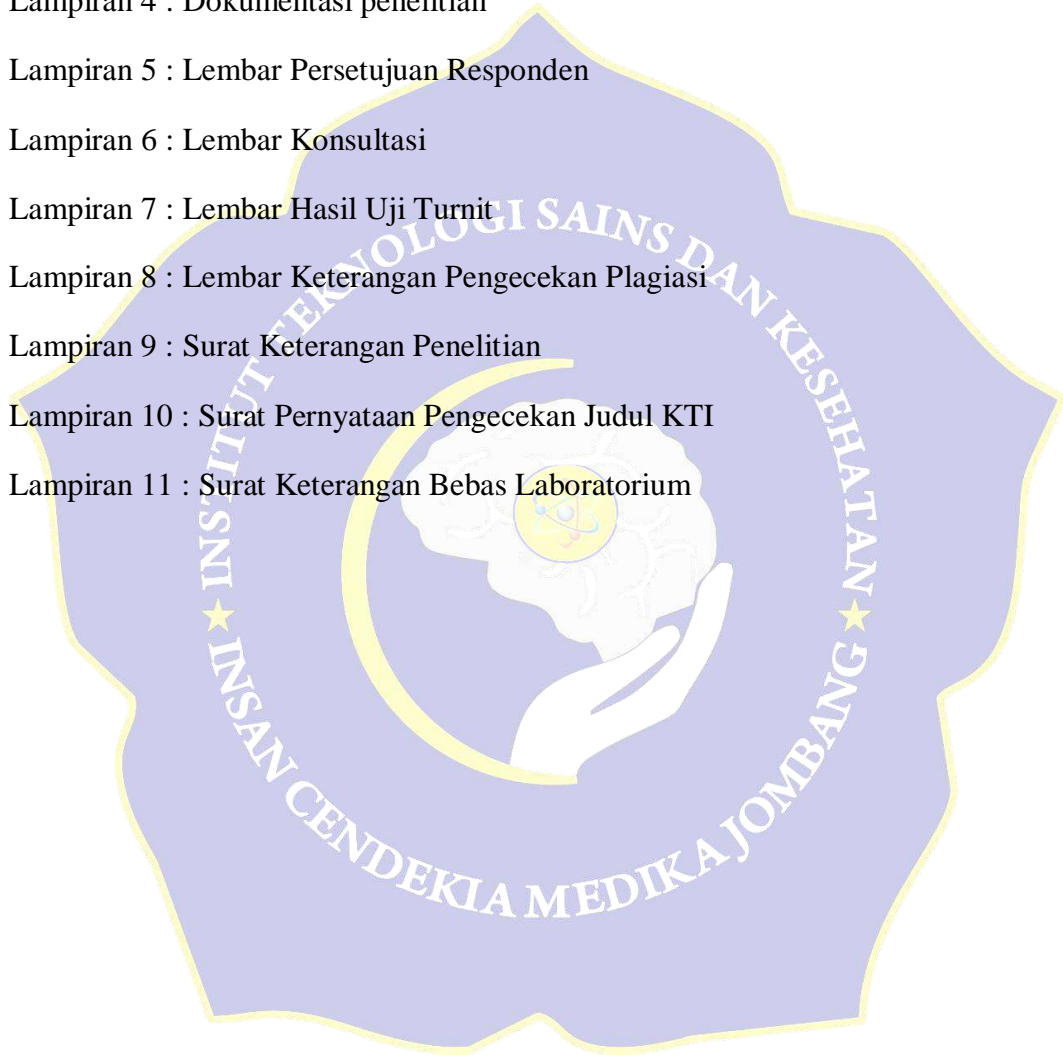 Lampiran 4 : Dokumentasi penelitian
Lampiran 5 : Lembar Persetujuan Responden
Lampiran 6 : Lembar Konsultasi
Lampiran 7 : Lembar Hasil Uji Turnit
Lampiran 8 : Lembar Keterangan Pengecekan Plagiasi
Lampiran 9 : Surat Keterangan Penelitian
Lampiran 10 : Surat Pernyataan Pengecekan Judul KTI
Lampiran 11 : Surat Keterangan Bebas Laboratorium
INSTITUT TEKNOLOGI SAINS DAN KESEHATAN
INSAN CENDEKIA MEDIKA JOMBANG